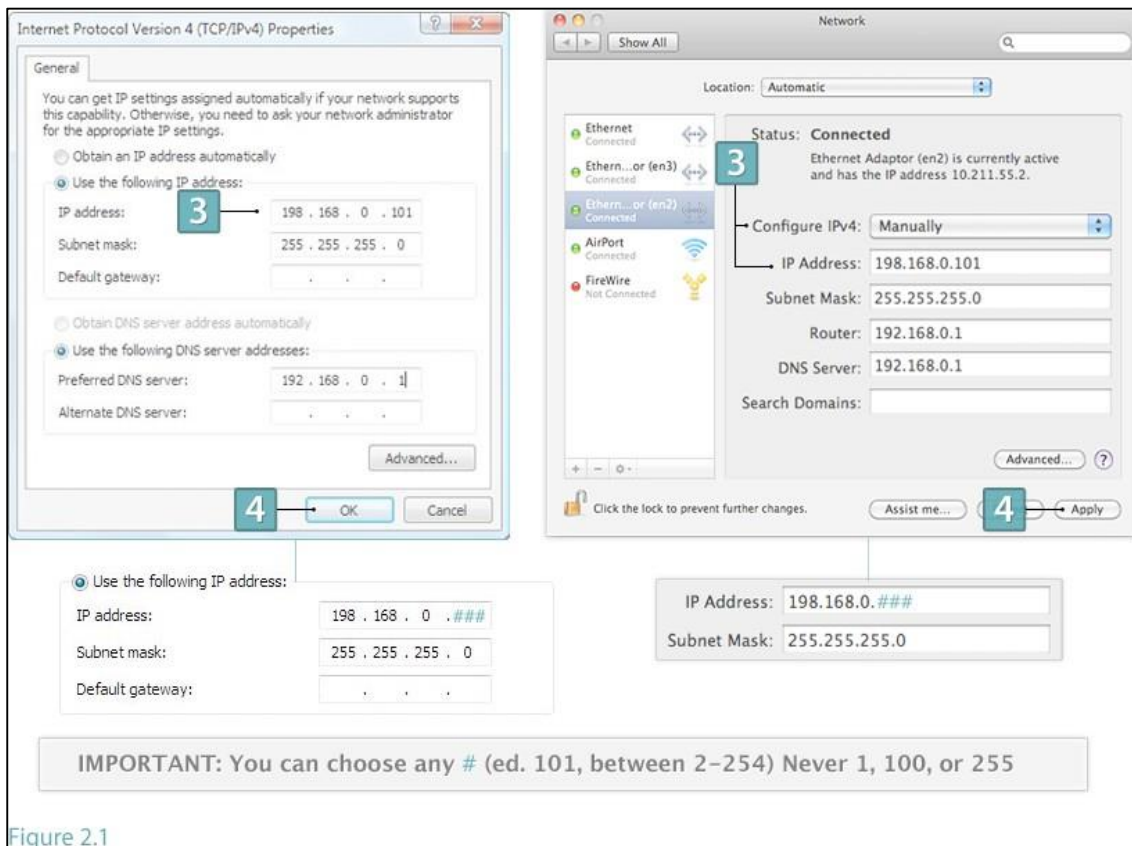 Internet Protocol Version 4 (TCP/IPv4) Properties
General
You can get IP settings assigned automatically if your network supports
this capability. Otherwise, you need to ask your network administrator
for the appropriate IP settings.
Obtain an IP address automatically
Use the following IP address:
IP address: 3 198 . 168 . 0 . 101
Subnet mask: 255 . 255 . 255 . 0
Default gateway: . . .
Obtain DNS server address automatically
Use the following DNS server addresses:
Preferred DNS server: 192 . 168 . 0 . 1
Alternate DNS server: . . .
Advanced...
4 OK Cancel
Network
Show All
Location: Automatic
Ethernet
Connected
Ethern...or (en3)
Connected
Ethern...or (en2)
Connected
AirPort
Connected
FireWire
Not Connected
Status: Connected
3 Ethernet Adaptor (en2) is currently active
and has the IP address 10.211.55.2.
Configure IPv4: Manually
IP Address: 198.168.0.101
Subnet Mask: 255.255.255.0
Router: 192.168.0.1
DNS Server: 192.168.0.1
Search Domains:
Advanced... ?
Click the lock to prevent further changes. Assist me... 4 Apply
Use the following IP address:
IP address: 198 . 168 . 0 .###
Subnet mask: 255 . 255 . 255 . 0
Default gateway: . . .
IP Address: 198.168.0.###
Subnet Mask: 255.255.255.0
IMPORTANT: You can choose any # (ed. 101, between 2-254) Never 1, 100, or 255
Figure 2.1